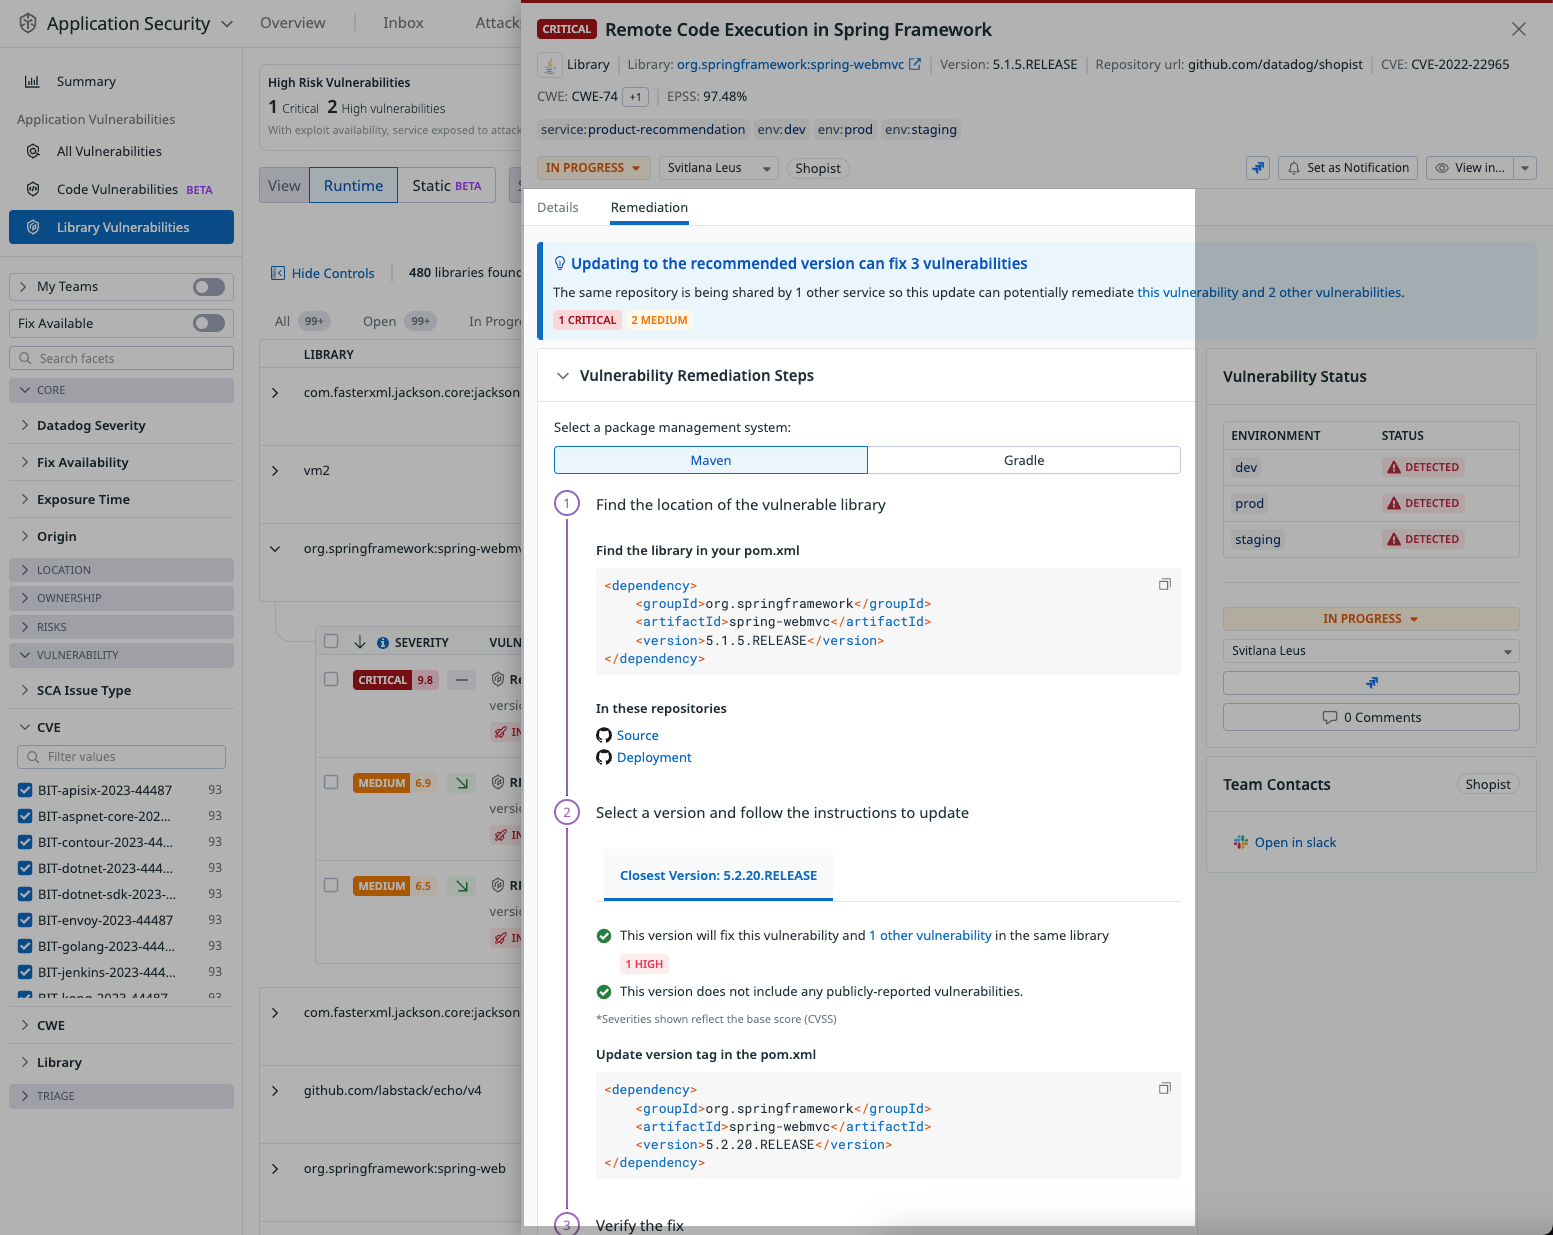 Application Security
Overview
Inbox
Attack
Summary
Application Vulnerabilities
All Vulnerabilities
Code Vulnerabilities BETA
Library Vulnerabilities
My Teams
Fix Available
Search facets
CORE
Datadog Severity
Fix Availability
Exposure Time
Origin
LOCATION
OWNERSHIP
RISKS
VULNERABILITY
SCA Issue Type
CVE
Filter values
BIT-apisix-2023-44487 93
BIT-aspnet-core-202... 93
BIT-contour-2023-44... 93
BIT-dotnet-2023-444... 93
BIT-dotnet-sdk-2023-... 93
BIT-envoy-2023-44487 93
BIT-golang-2023-444... 93
BIT-jenkins-2023-444... 93
BIT-kong-2023-44487 93
CWE
Library
TRIAGE
High Risk Vulnerabilities
1 Critical 2 High vulnerabilities
With exploit availability, service exposed to attack
View
Runtime
Static BETA
Hide Controls
480 libraries found
All 99+
Open 99+
In Progr
LIBRARY
com.fasterxml.jackson.core:jackson
vm2
org.springframework:spring-webmv
SEVERITY
VULN
CRITICAL 9.8
Re
versio
IN
MEDIUM 6.9
RE
versio
IN
MEDIUM 6.5
RE
versio
IN
com.fasterxml.jackson.core:jackson
github.com/labstack/echo/v4
org.springframework:spring-web
CRITICAL Remote Code Execution in Spring Framework
Library
Library: org.springframework:spring-webmvc
Version: 5.1.5.RELEASE
Repository url: github.com/datadog/shopist
CVE: CVE-2022-22965
CWE: CWE-74 +1
EPSS: 97.48%
service:product-recommendation env:dev env:prod env:staging
IN PROGRESS
Svitlana Leus
Shopist
Set as Notification
View in...
Details
Remediation
Updating to the recommended version can fix 3 vulnerabilities
The same repository is being shared by 1 other service so this update can potentially remediate this vulnerability and 2 other vulnerabilities.
1 CRITICAL 2 MEDIUM
Vulnerability Remediation Steps
Select a package management system:
Maven
Gradle
1 Find the location of the vulnerable library
Find the library in your pom.xml
<dependency>
<groupId>org.springframework</groupId>
<artifactId>spring-webmvc</artifactId>
<version>5.1.5.RELEASE</version>
</dependency>
In these repositories
Source
Deployment
2 Select a version and follow the instructions to update
Closest Version: 5.2.20.RELEASE
This version will fix this vulnerability and 1 other vulnerability in the same library
1 HIGH
This version does not include any publicly-reported vulnerabilities.
*Severities shown reflect the base score (CVSS)
Update version tag in the pom.xml
<dependency>
<groupId>org.springframework</groupId>
<artifactId>spring-webmvc</artifactId>
<version>5.2.20.RELEASE</version>
</dependency>
3 Verify the fix
Vulnerability Status
ENVIRONMENT STATUS
dev DETECTED
prod DETECTED
staging DETECTED
IN PROGRESS
Svitlana Leus
0 Comments
Team Contacts
Shopist
Open in slack